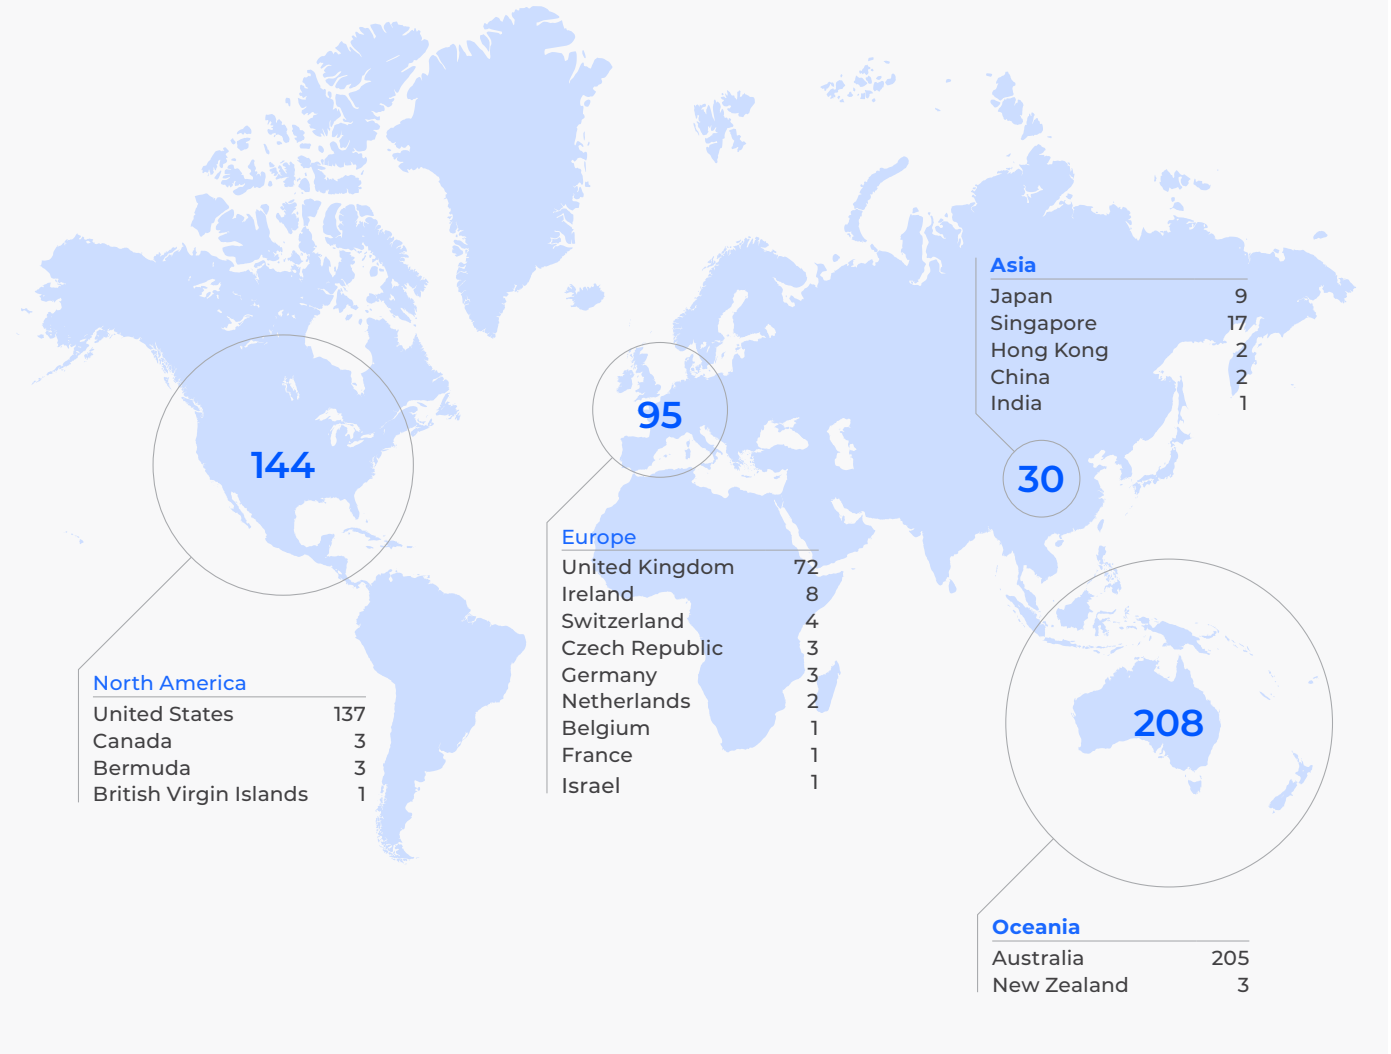 144
North America
United States 137
Canada 3
Bermuda 3
British Virgin Islands 1
95
Europe
United Kingdom 72
Ireland 8
Switzerland 4
Czech Republic 3
Germany 3
Netherlands 2
Belgium 1
France 1
Israel 1
Asia
Japan 9
Singapore 17
Hong Kong 2
China 2
India 1
30
208
Oceania
Australia 205
New Zealand 3